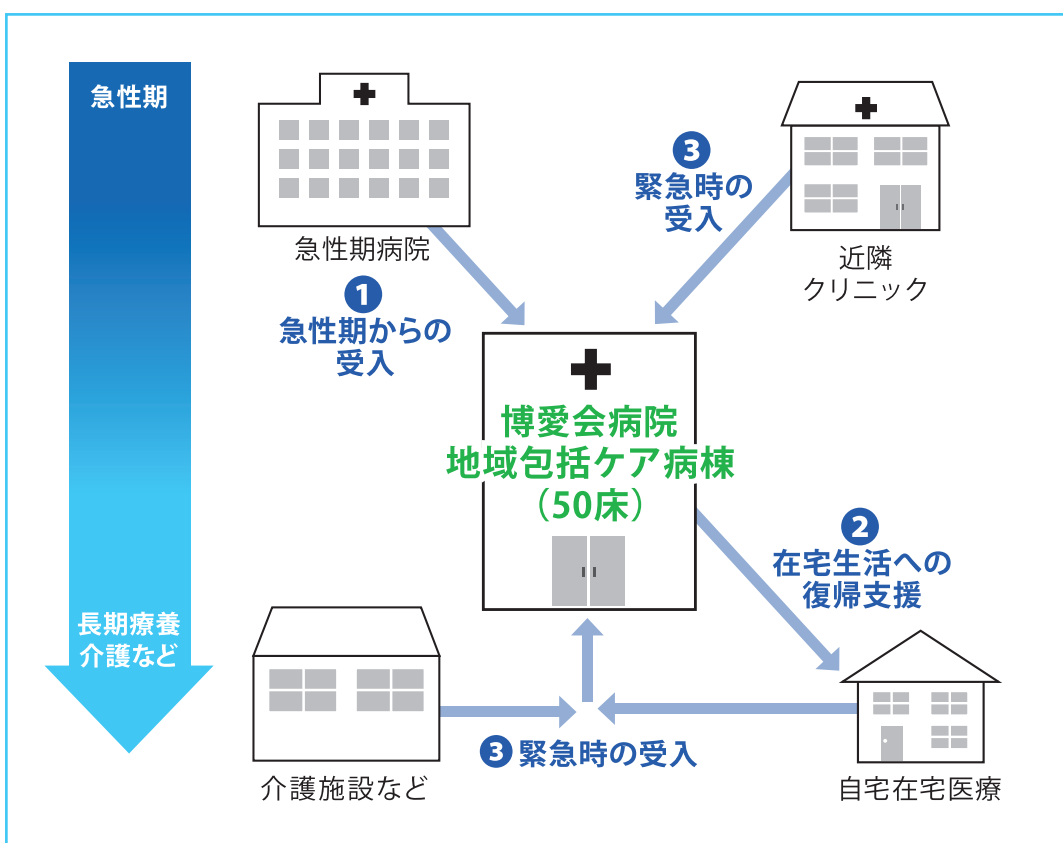 急性期
急性期病院
❶
急性期からの
受入
❸
緊急時の
受入
近隣
クリニック
博愛会病院
地域包括ケア病棟
（50床）
❷
在宅生活への
復帰支援
長期療養
介護など
❸緊急時の受入
介護施設など
自宅在宅医療